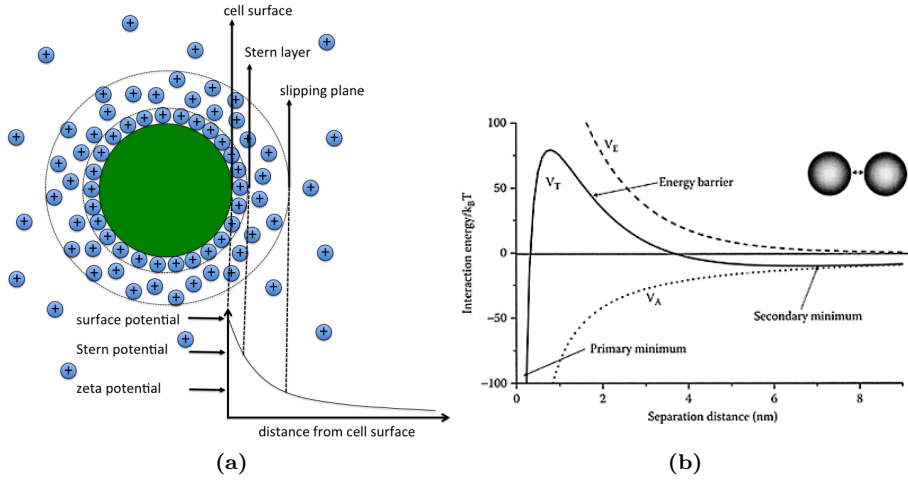 cell surface
Stern layer
slipping plane
surface potential
Stern potential
zeta potential
distance from cell surface
(a)
100
50
0
−50
−100
Interaction energy/k_BT
V_E
V_T
Energy barrier
V_A
Secondary minimum
Primary minimum
0 2 4 6 8
Separation distance (nm)
(b)